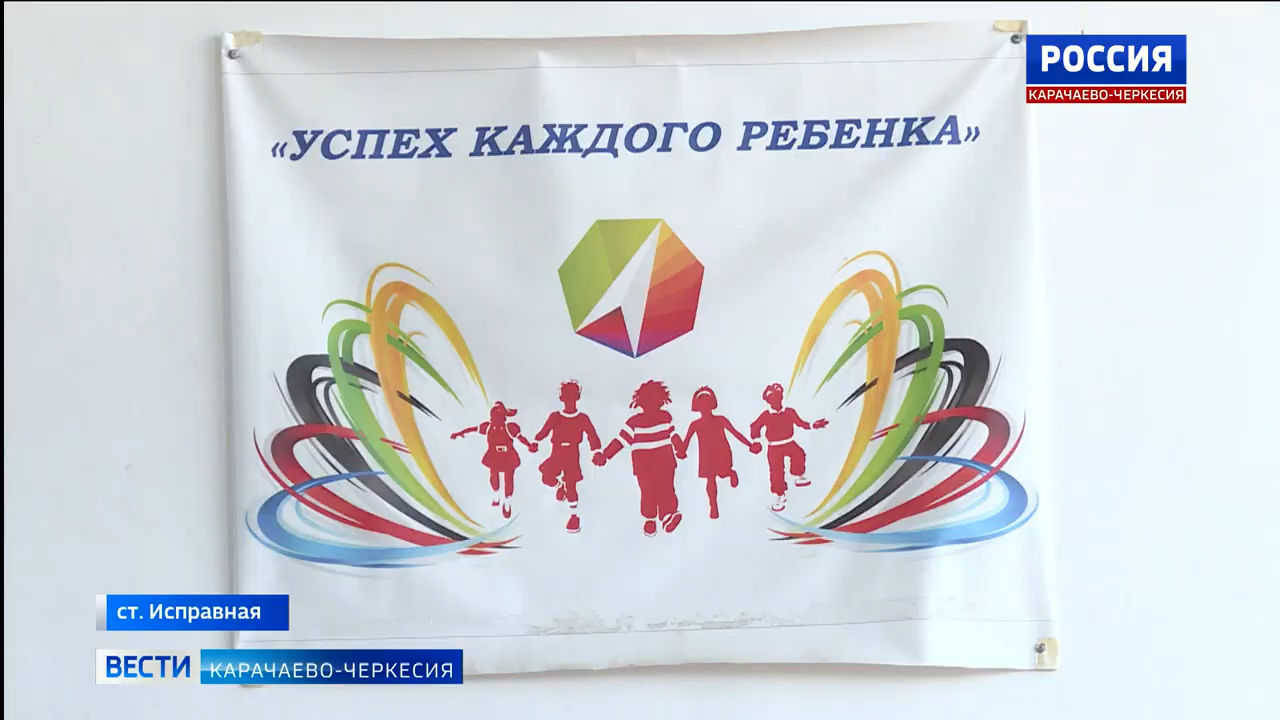 РОССИЯ
КАРАЧАЕВО-ЧЕРКЕСИЯ
«УСПЕХ КАЖДОГО РЕБЕНКА»
ст. Исправная
ВЕСТИ КАРАЧАЕВО-ЧЕРКЕСИЯ